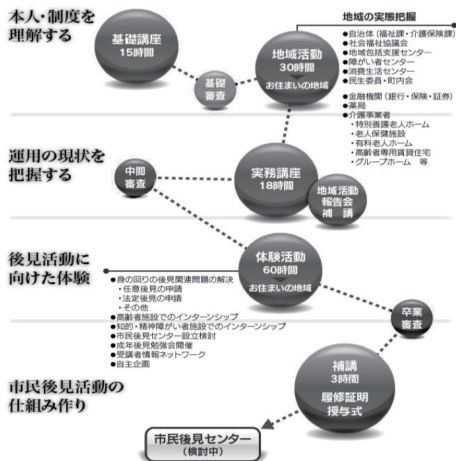 本人・制度を
理解する
基礎講座
15時間
基礎
審査
地域活動
30時間
お住まいの地域
地域の実態把握
●自治体（福祉課・介護保険課）
●社会福祉協議会
●地域包括支援センター
●障がい者センター
●消費生活センター
●民生委員・町内会
●金融機関（銀行・保険・証券）
●薬局
●介護事業者
・特別養護老人ホーム
・老人保健施設
・有料老人ホーム
・高齢者専用賃貸住宅
・グループホーム　等
運用の現状を
把握する
中間
審査
実務講座
18時間
地域活動
報告会
補講
後見活動に
向けた体験
体験活動
60時間
お住まいの地域
●身の回りの後見関連問題の解決
・任意後見の申請
・法定後見の申請
・その他
●高齢者施設でのインターンシップ
●知的・精神障がい者施設でのインターンシップ
●市民後見センター設立検討
●成年後見勉強会開催
●受講者情報ネットワーク
●自主企画
卒業
審査
市民後見活動の
仕組み作り
補講
3時間
履修証明
授与式
市民後見センター
（検討中）